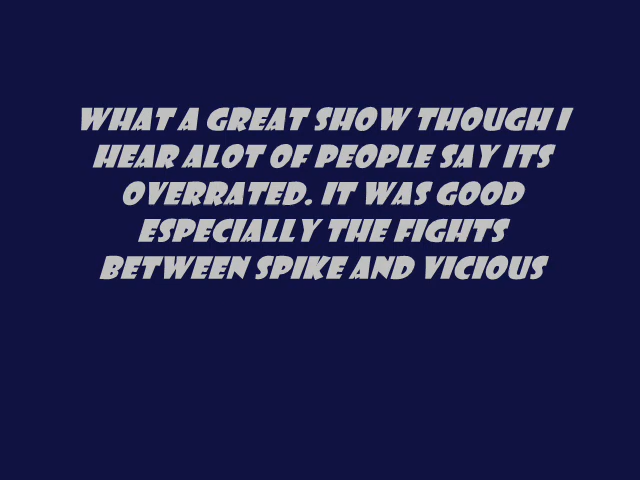 WHAT A GREAT SHOW THOUGH I
HEAR ALOT OF PEOPLE SAY ITS
OVERRATED. IT WAS GOOD
ESPECIALLY THE FIGHTS
BETWEEN SPIKE AND VICIOUS